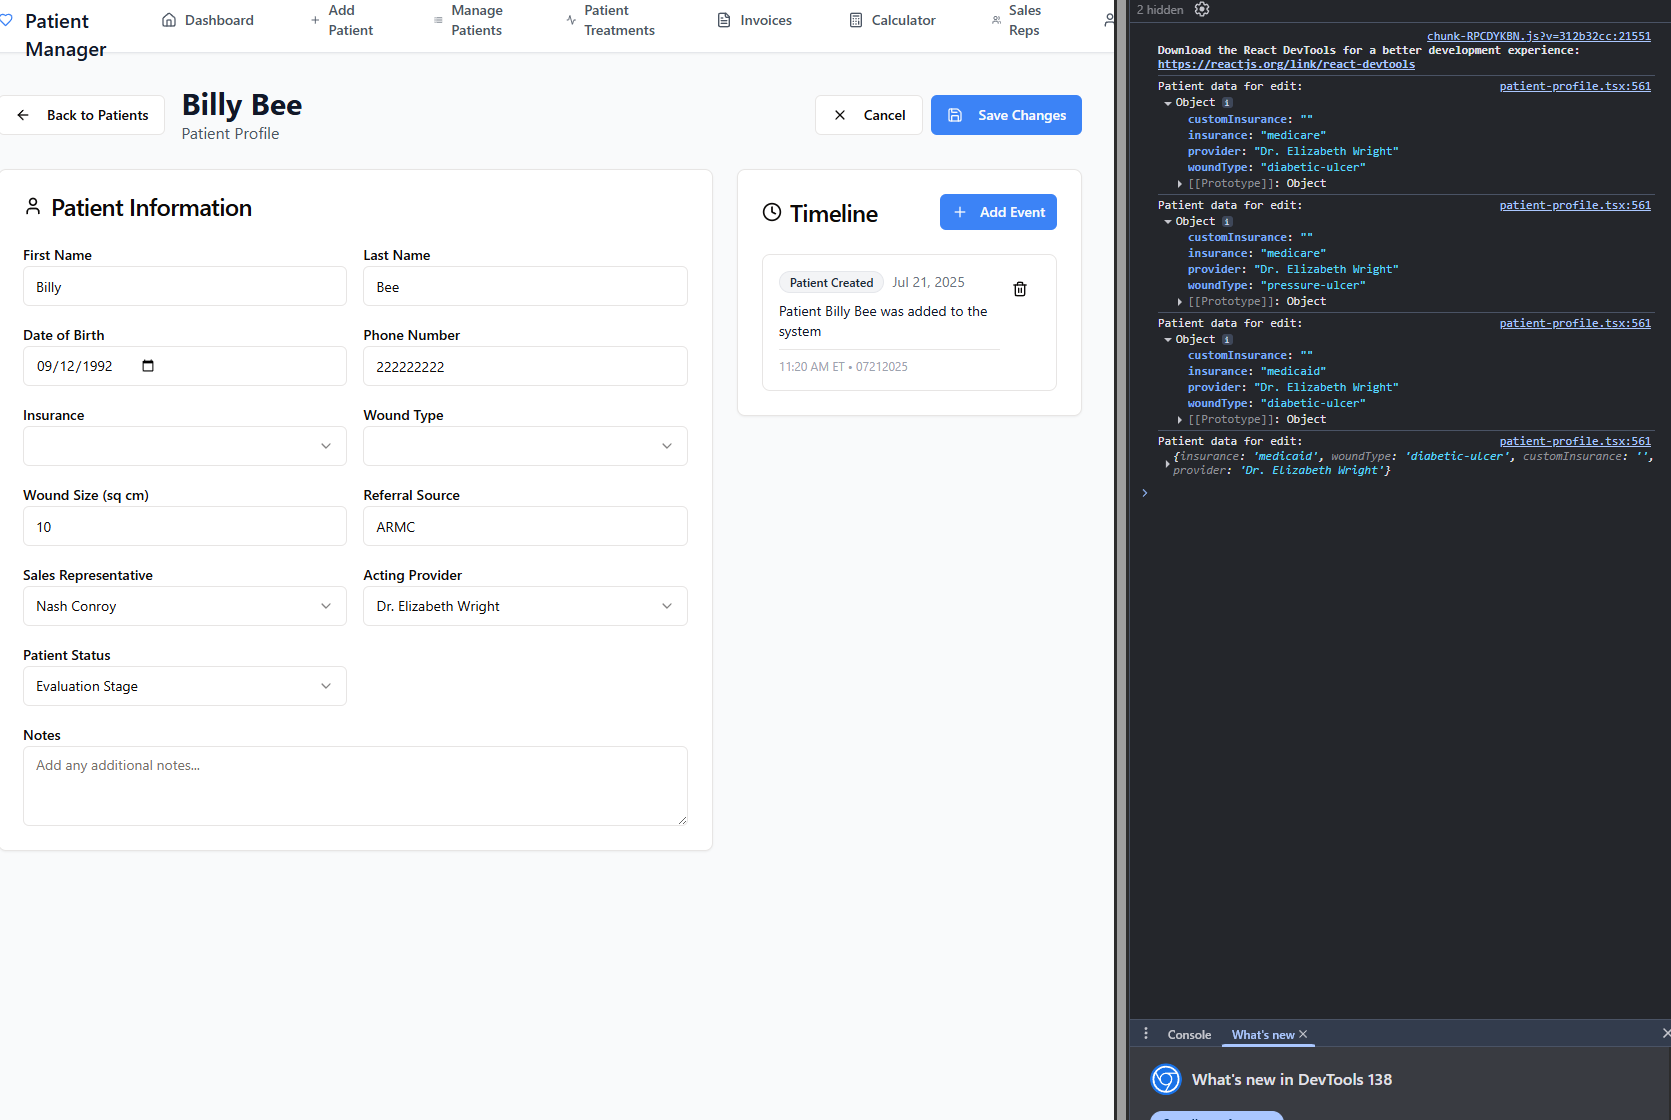 Patient
Manager
Dashboard
Add
Patient
Manage
Patients
Patient
Treatments
Invoices
Calculator
Sales
Reps
Back to Patients
Billy Bee
Patient Profile
Cancel
Save Changes
Patient Information
First Name
Last Name
Billy
Bee
Date of Birth
Phone Number
09/12/1992
222222222
Insurance
Wound Type
Wound Size (sq cm)
Referral Source
10
ARMC
Sales Representative
Acting Provider
Nash Conroy
Dr. Elizabeth Wright
Patient Status
Evaluation Stage
Notes
Add any additional notes...
Timeline
Add Event
Patient Created
Jul 21, 2025
Patient Billy Bee was added to the
system
11:20 AM ET • 07212025
2 hidden
chunk-RPCDYKBN.js?v=312b32cc:21551
Download the React DevTools for a better development experience:
https://reactjs.org/link/react-devtools
Patient data for edit: patient-profile.tsx:561
Object i
customInsurance: ""
insurance: "medicare"
provider: "Dr. Elizabeth Wright"
woundType: "diabetic-ulcer"
[[Prototype]]: Object
Patient data for edit: patient-profile.tsx:561
Object i
customInsurance: ""
insurance: "medicare"
provider: "Dr. Elizabeth Wright"
woundType: "pressure-ulcer"
[[Prototype]]: Object
Patient data for edit: patient-profile.tsx:561
Object i
customInsurance: ""
insurance: "medicaid"
provider: "Dr. Elizabeth Wright"
woundType: "diabetic-ulcer"
[[Prototype]]: Object
Patient data for edit: patient-profile.tsx:561
{insurance: 'medicaid', woundType: 'diabetic-ulcer', customInsurance: '',
provider: 'Dr. Elizabeth Wright'}
Console
What's new
What's new in DevTools 138